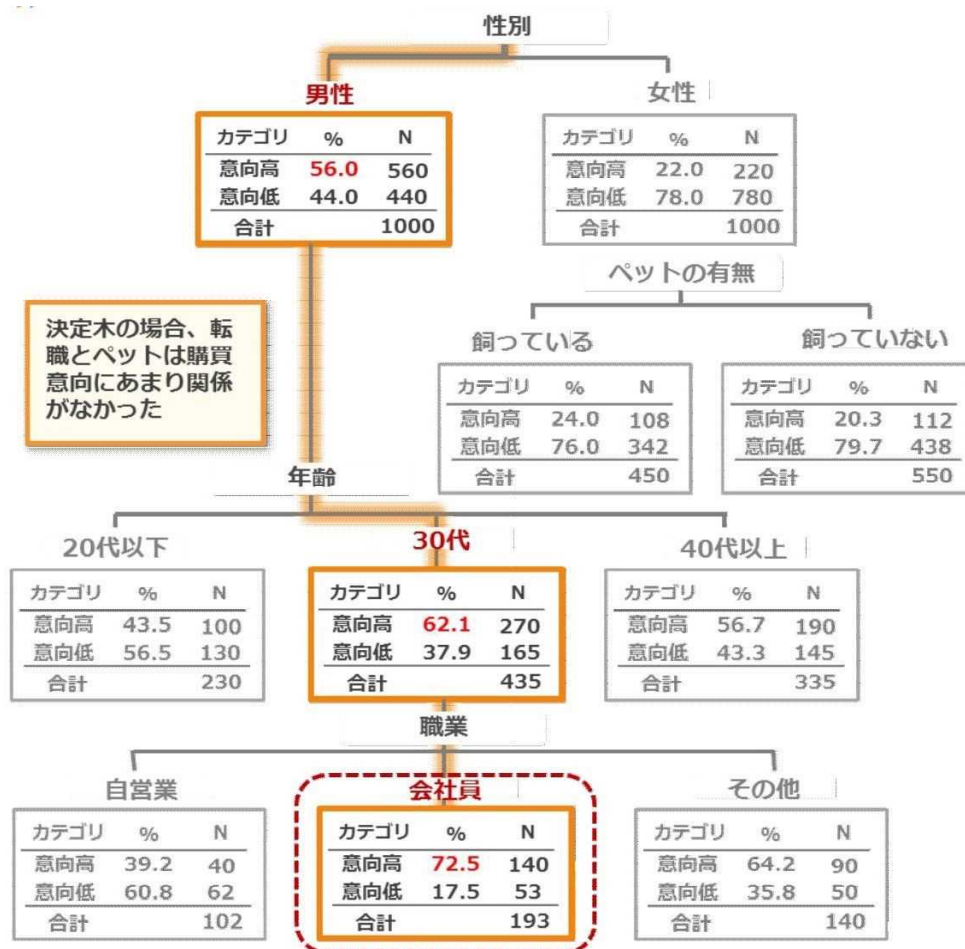 性別
男性
女性
カテゴリ % N
意向高 56.0 560
意向低 44.0 440
合計 1000
カテゴリ % N
意向高 22.0 220
意向低 78.0 780
合計 1000
ペットの有無
決定木の場合、転
職とペットは購買
意向にあまり関係
がなかった
飼っている
飼っていない
カテゴリ % N
意向高 24.0 108
意向低 76.0 342
合計 450
カテゴリ % N
意向高 20.3 112
意向低 79.7 438
合計 550
年齢
20代以下
30代
40代以上
カテゴリ % N
意向高 43.5 100
意向低 56.5 130
合計 230
カテゴリ % N
意向高 62.1 270
意向低 37.9 165
合計 435
カテゴリ % N
意向高 56.7 190
意向低 43.3 145
合計 335
職業
自営業
会社員
その他
カテゴリ % N
意向高 39.2 40
意向低 60.8 62
合計 102
カテゴリ % N
意向高 72.5 140
意向低 17.5 53
合計 193
カテゴリ % N
意向高 64.2 90
意向低 35.8 50
合計 140